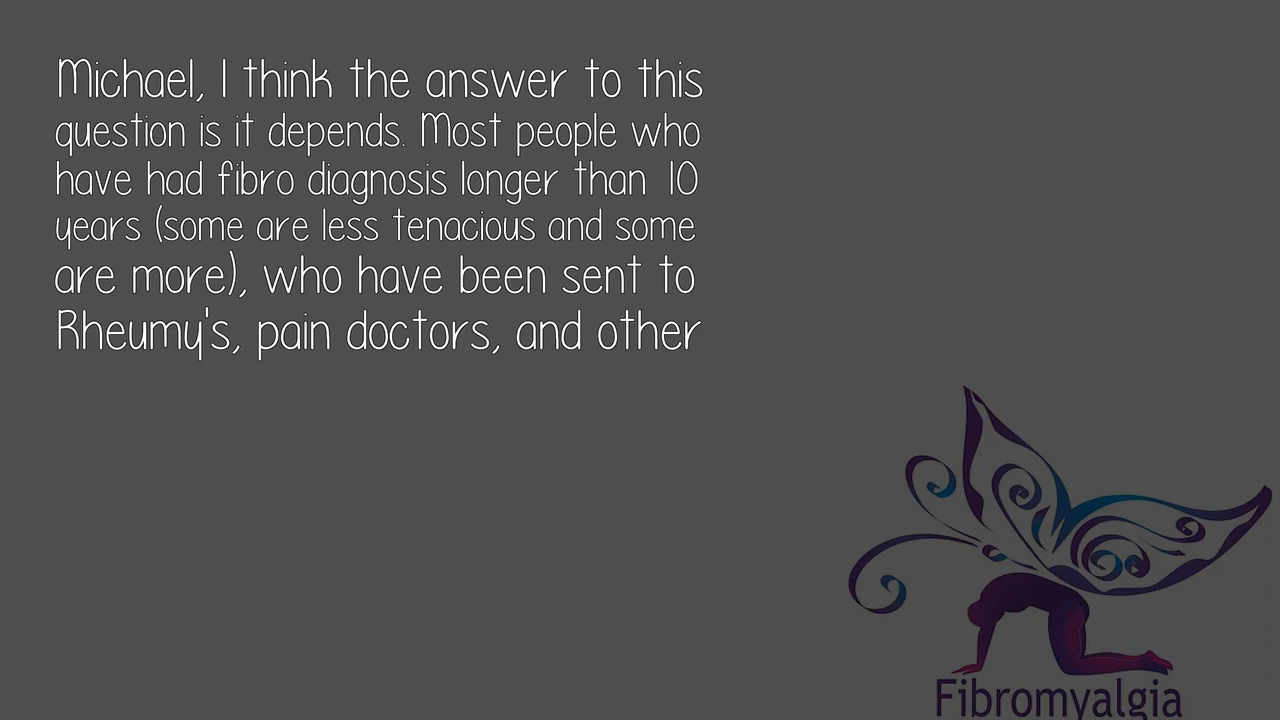 Michael, I think the answer to this
question is it depends. Most people who
have had fibro diagnosis longer than 10
years (some are less tenacious and some
are more), who have been sent to
Rheumy's, pain doctors, and other
Fibromyalgia